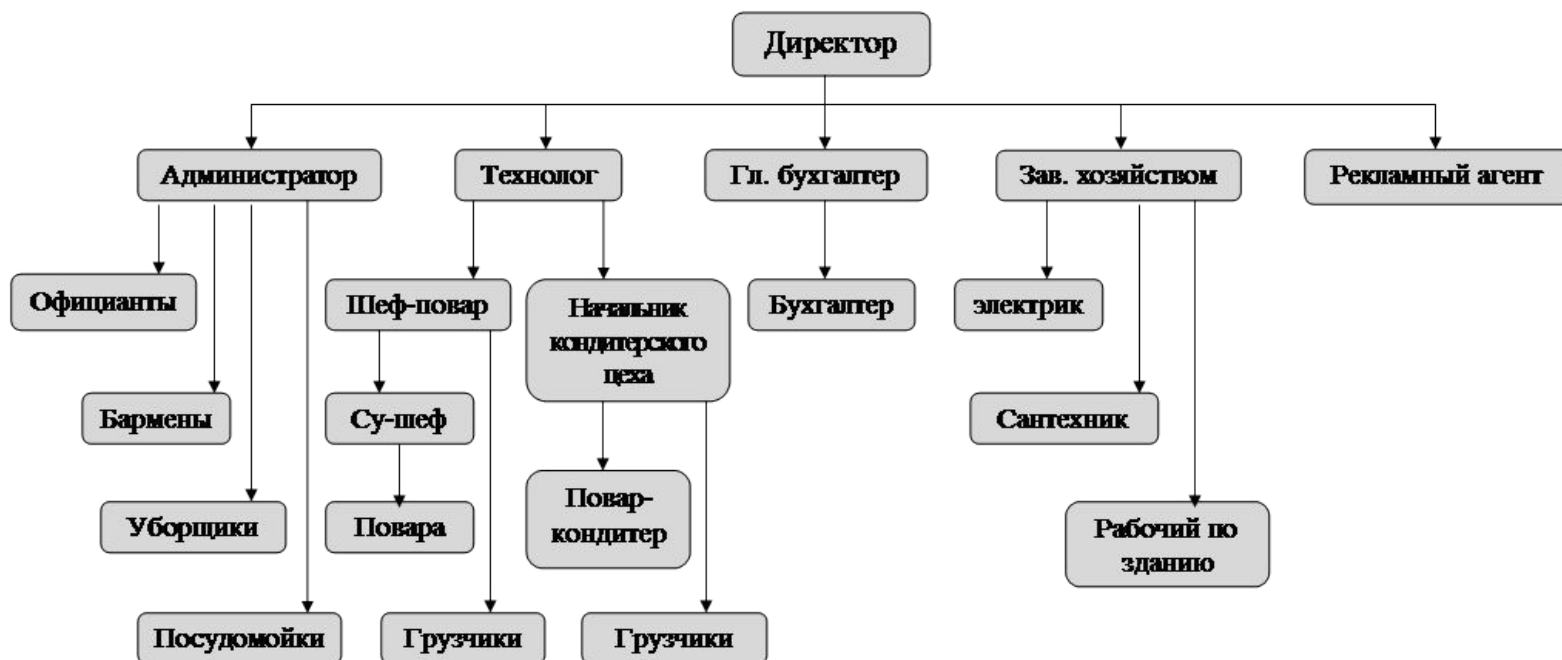 Директор
Администратор
Технолог
Гл. бухгалтер
Зав. хозяйством
Рекламный агент
Официанты
Шеф-повар
Начальник
кондитерского
цеха
Бухгалтер
электрик
Бармены
Су-шеф
Сантехник
Уборщики
Повара
Повар-
кондитер
Рабочий по
зданию
Посудомойки
Грузчики
Грузчики